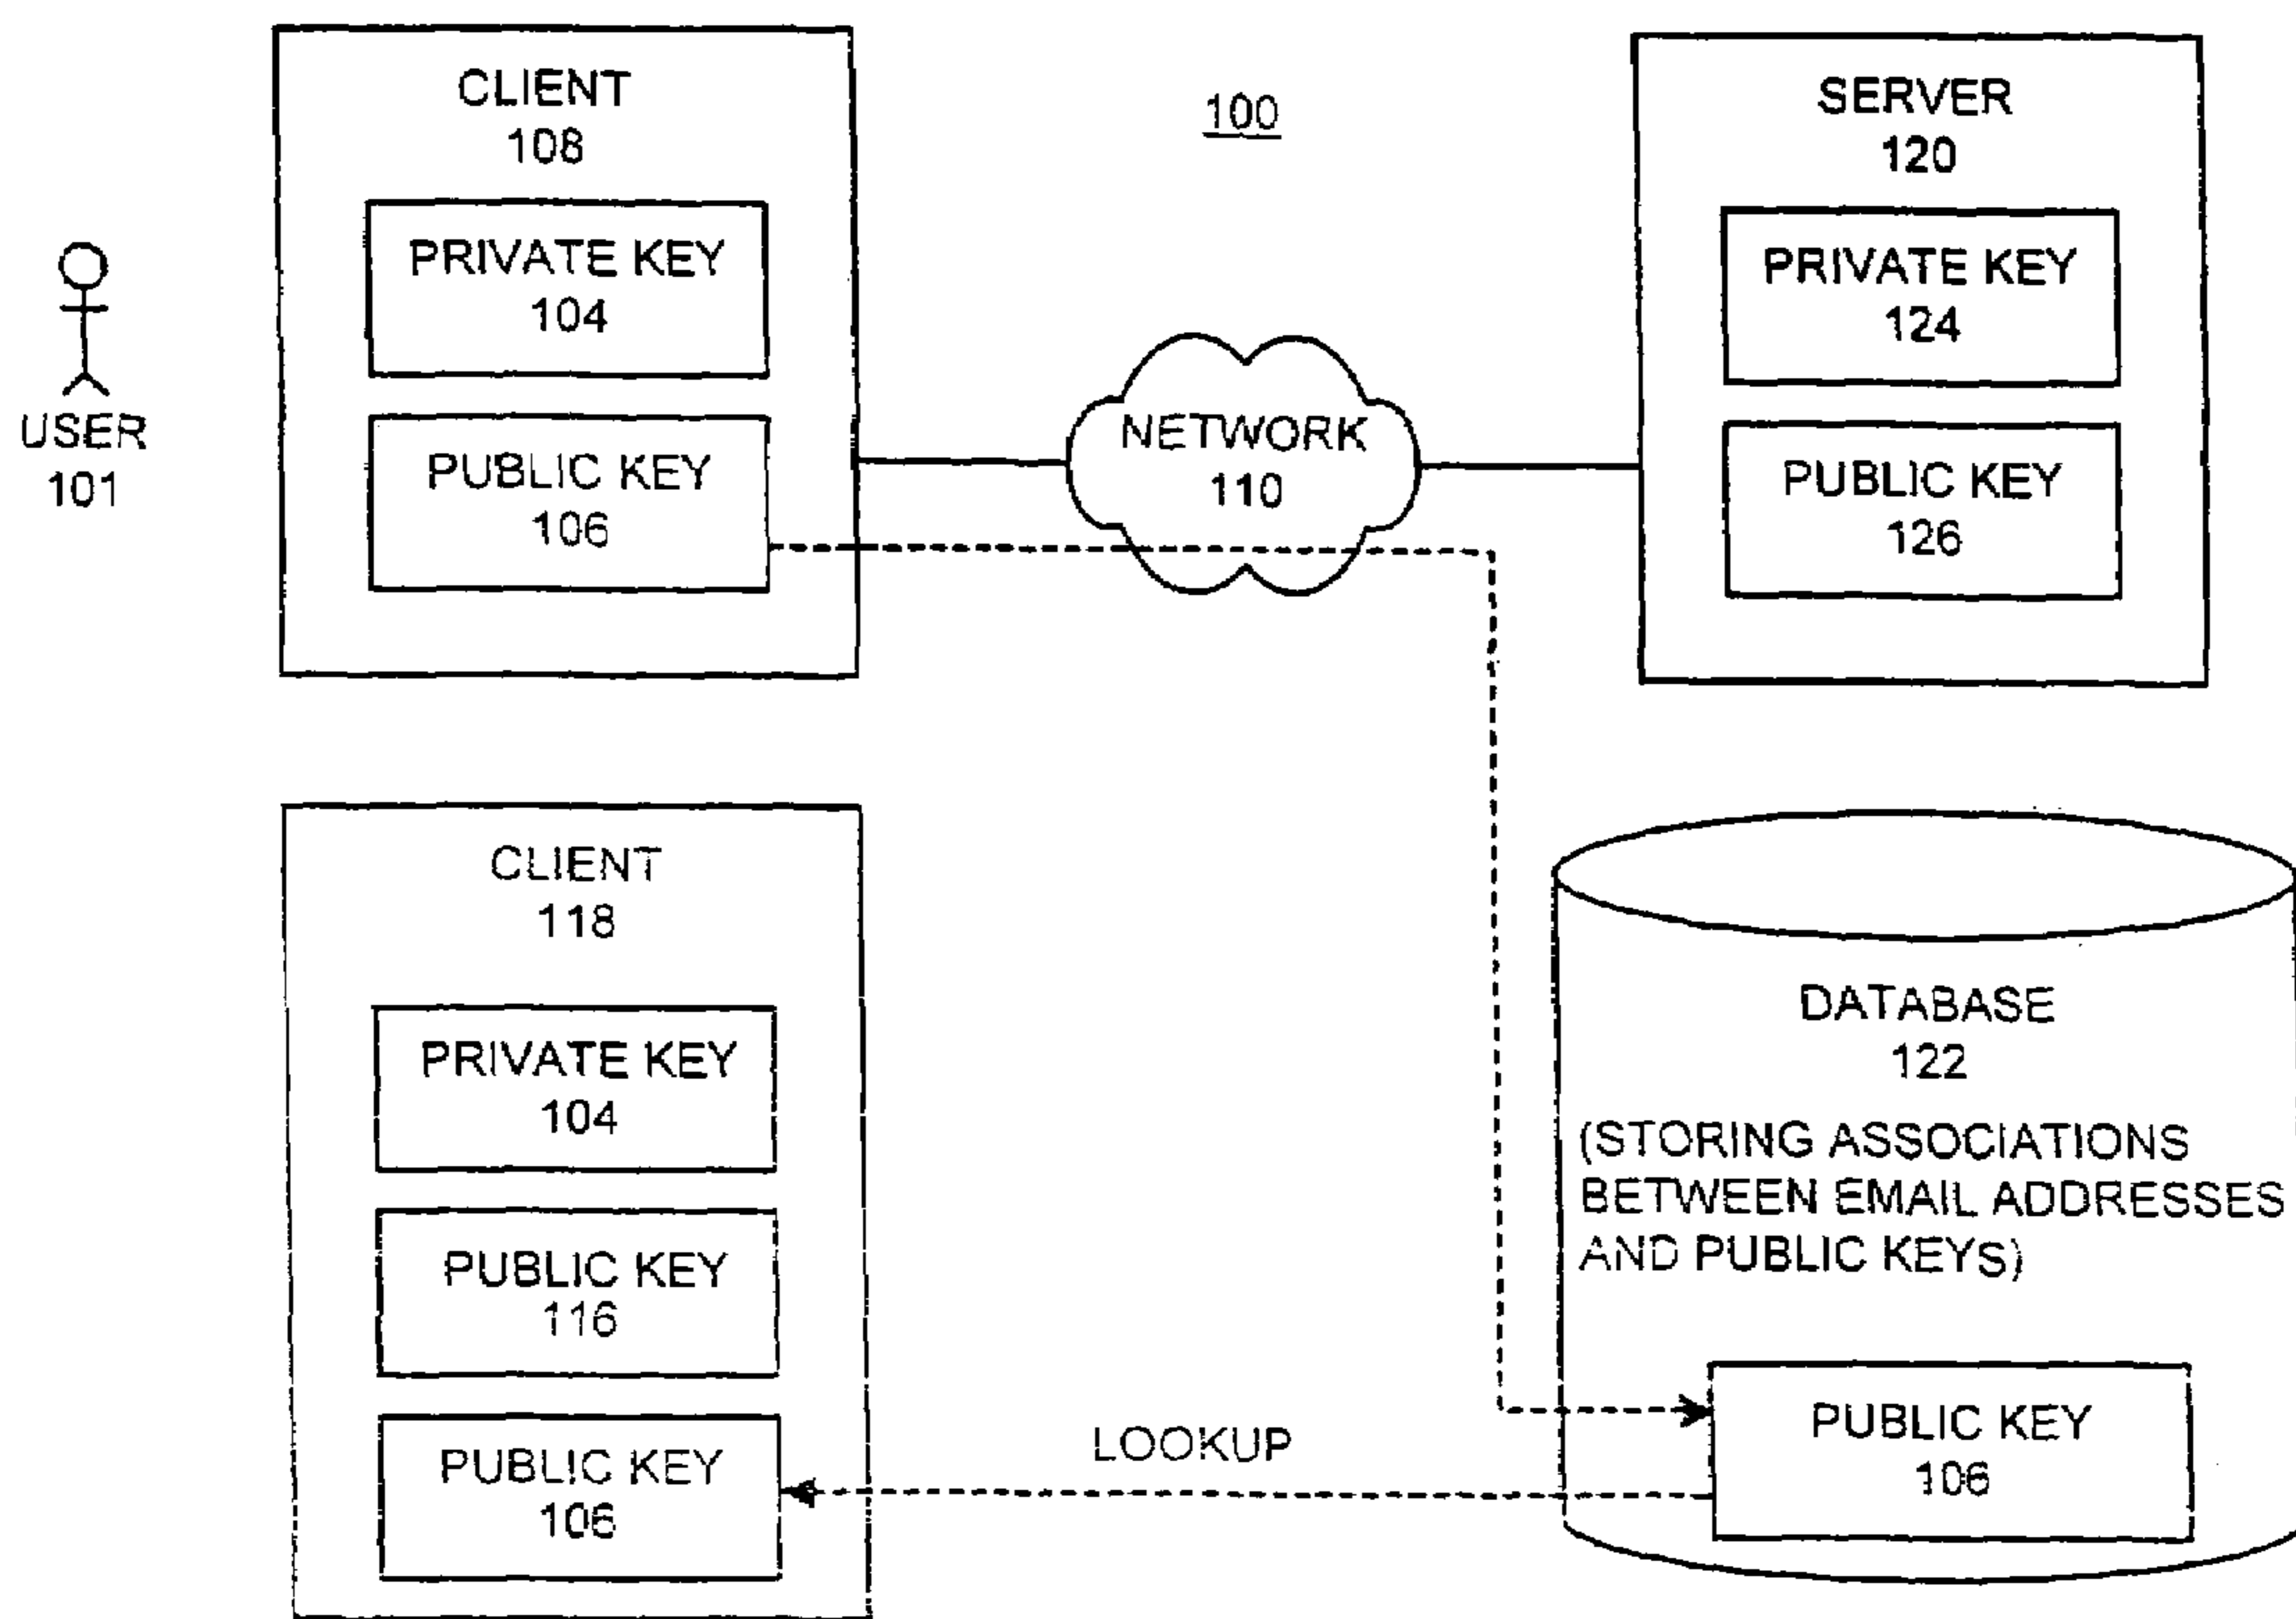 CLIENT
108
PRIVATE KEY
104
PUBLIC KEY
106
USER
101
100
NETWORK
110
SERVER
120
PRIVATE KEY
124
PUBLIC KEY
126
CLIENT
118
PRIVATE KEY
104
PUBLIC KEY
116
PUBLIC KEY
106
LOOKUP
DATABASE
122
(STORING ASSOCIATIONS
BETWEEN EMAIL ADDRESSES
AND PUBLIC KEYS)
PUBLIC KEY
106